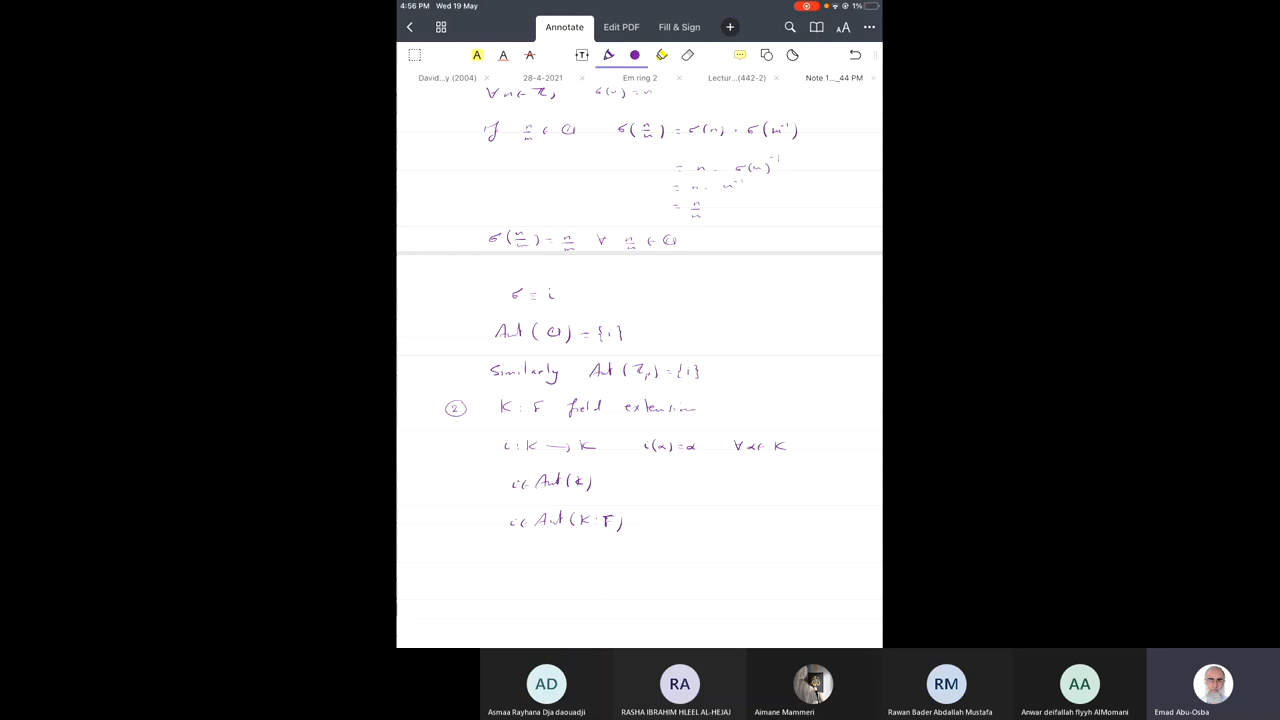 4:56 PM Wed 19 May
1%
Annotate Edit PDF Fill & Sign
David...y (2004) × 28-4-2021 × Em ring 2 × Lectur...(442-2) × Note 1..._44 PM ×
∀ n ∈ ℤ, σ(n) = n
if n/m ∈ ℚ σ(n/m) = σ(n) · σ(m⁻¹)
= n · σ(m)⁻¹
= n · m⁻¹
= n/m
σ(n/m) = n/m ∀ n/m ∈ ℚ
σ = i
Aut(ℚ) = {i}
Similarly Aut(ℤₚ) = {i}
② K : F field extension
i : K → K i(α) = α ∀ α ∈ K
i ∈ Aut(K)
i ∈ Aut(K : F)
AD RA RM AA
Asmaa Rayhana Dja daouadji RASHA IBRAHIM HLEEL AL-HEJAJ Aimane Mammeri Rawan Bader Abdallah Mustafa Anwar deifallah flyyh AlMomani Emad Abu-Osba